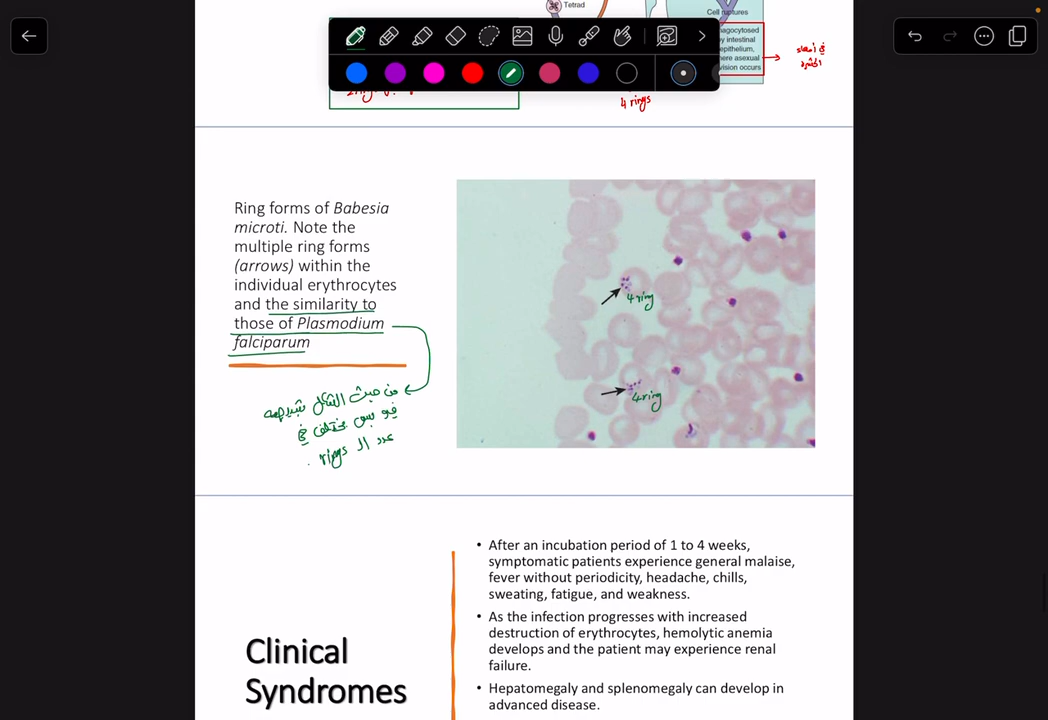 Tetrad
Cell ruptures
hagocytosed
y intestinal
epithelium,
ere asexual
vision occurs
في أمعاء
الحشرة
4 rings
Ring forms of Babesia
microti. Note the
multiple ring forms
(arrows) within the
individual erythrocytes
and the similarity to
those of Plasmodium
falciparum
من حيث الشكل شبيهه
فيه بس مختلف في
عدد ال rings .
4 ring
4 ring
Clinical
Syndromes
• After an incubation period of 1 to 4 weeks,
symptomatic patients experience general malaise,
fever without periodicity, headache, chills,
sweating, fatigue, and weakness.
• As the infection progresses with increased
destruction of erythrocytes, hemolytic anemia
develops and the patient may experience renal
failure.
• Hepatomegaly and splenomegaly can develop in
advanced disease.